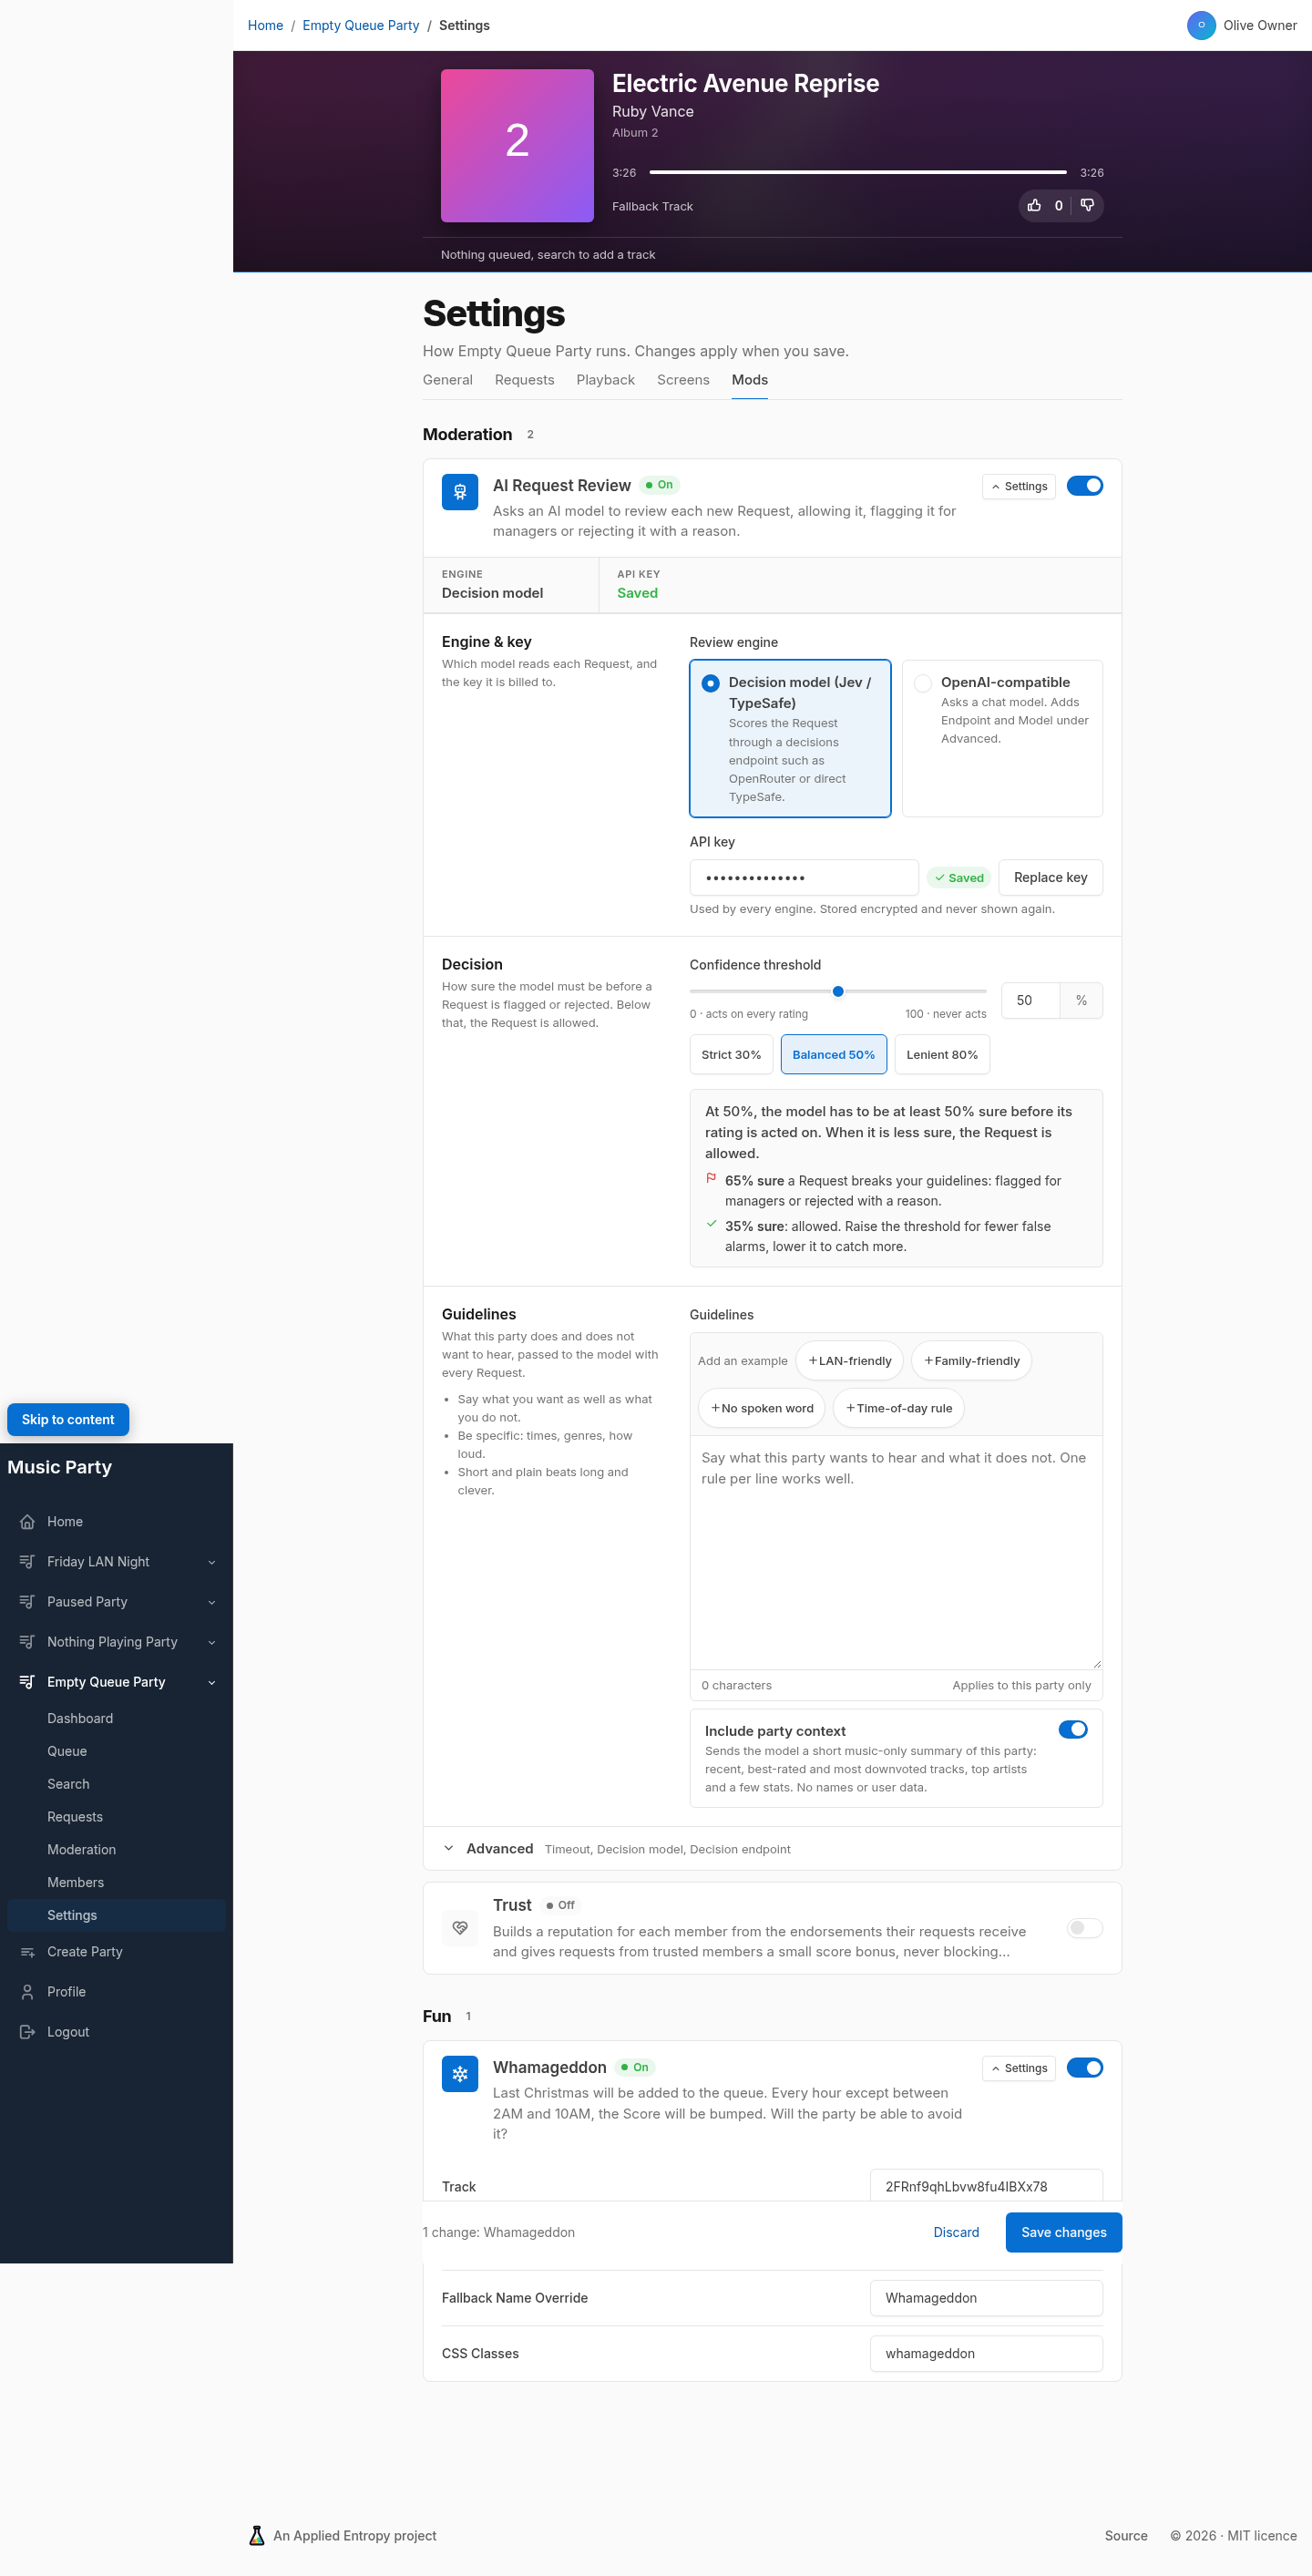 Home / Empty Queue Party / Settings
O Olive Owner
2
Electric Avenue Reprise
Ruby Vance
Album 2
3:26 3:26
Fallback Track
0
Nothing queued, search to add a track
Settings
How Empty Queue Party runs. Changes apply when you save.
General Requests Playback Screens Mods
Moderation 2
AI Request Review On
Settings
Asks an AI model to review each new Request, allowing it, flagging it for
managers or rejecting it with a reason.
ENGINE
Decision model
API KEY
Saved
Engine & key
Which model reads each Request, and
the key it is billed to.
Review engine
Decision model (Jev /
TypeSafe)
Scores the Request
through a decisions
endpoint such as
OpenRouter or direct
TypeSafe.
OpenAI-compatible
Asks a chat model. Adds
Endpoint and Model under
Advanced.
API key
••••••••••••••
Saved
Replace key
Used by every engine. Stored encrypted and never shown again.
Decision
How sure the model must be before a
Request is flagged or rejected. Below
that, the Request is allowed.
Confidence threshold
50 %
0 · acts on every rating
100 · never acts
Strict 30%
Balanced 50%
Lenient 80%
At 50%, the model has to be at least 50% sure before its
rating is acted on. When it is less sure, the Request is
allowed.
65% sure a Request breaks your guidelines: flagged for
managers or rejected with a reason.
35% sure: allowed. Raise the threshold for fewer false
alarms, lower it to catch more.
Guidelines
What this party does and does not
want to hear, passed to the model with
every Request.
• Say what you want as well as what
you do not.
• Be specific: times, genres, how
loud.
• Short and plain beats long and
clever.
Guidelines
Add an example
+LAN-friendly
+Family-friendly
+No spoken word
+Time-of-day rule
Say what this party wants to hear and what it does not. One
rule per line works well.
0 characters
Applies to this party only
Include party context
Sends the model a short music-only summary of this party:
recent, best-rated and most downvoted tracks, top artists
and a few stats. No names or user data.
Advanced Timeout, Decision model, Decision endpoint
Trust Off
Builds a reputation for each member from the endorsements their requests receive
and gives requests from trusted members a small score bonus, never blocking...
Fun 1
Whamageddon On
Settings
Last Christmas will be added to the queue. Every hour except between
2AM and 10AM, the Score will be bumped. Will the party be able to avoid
it?
Track
2FRnf9qhLbvw8fu4IBXx78
1 change: Whamageddon
Discard
Save changes
Fallback Name Override
Whamageddon
CSS Classes
whamageddon
Skip to content
Music Party
Home
Friday LAN Night
Paused Party
Nothing Playing Party
Empty Queue Party
Dashboard
Queue
Search
Requests
Moderation
Members
Settings
Create Party
Profile
Logout
An Applied Entropy project
Source
© 2026 · MIT licence